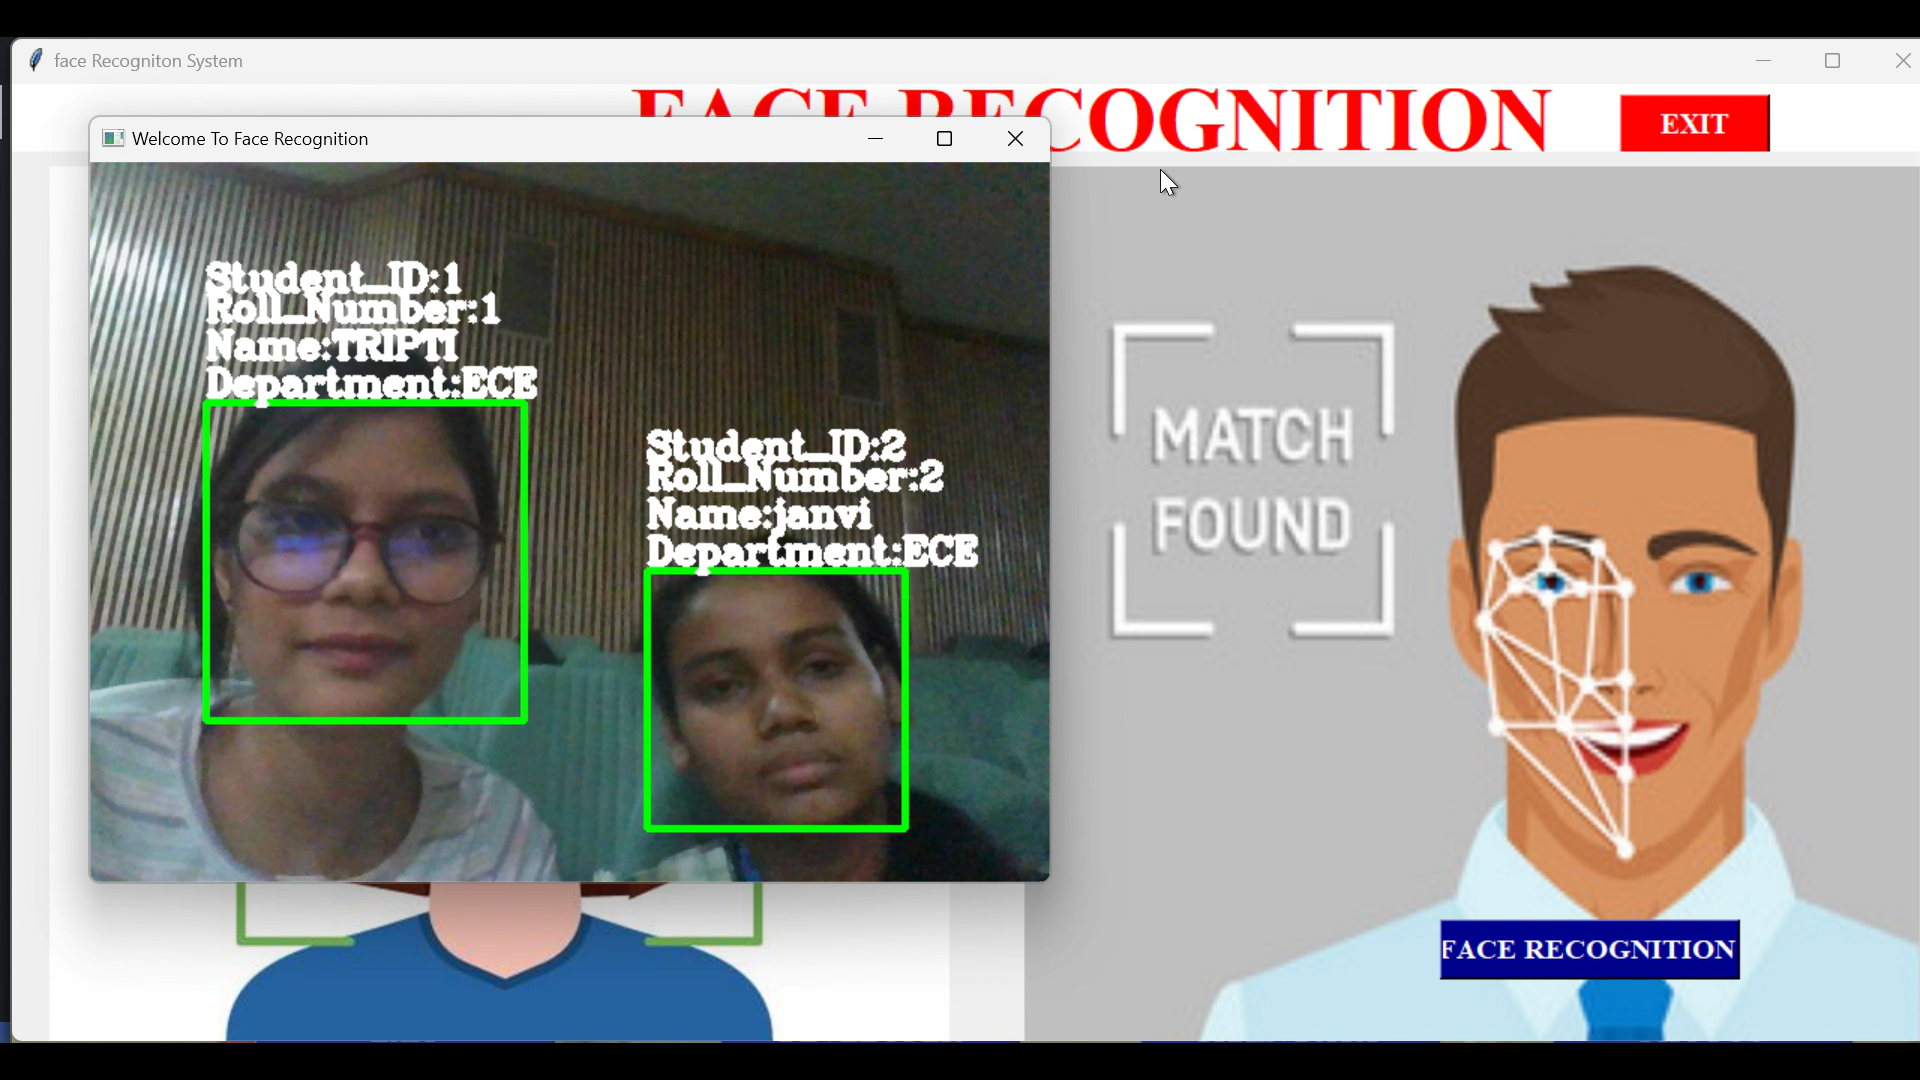 face Recogniton System
FACE RECOGNITION
EXIT
Welcome To Face Recognition
Student_ID:1
Roll_Number:1
Name:TRIPTI
Department:ECE
Student_ID:2
Roll_Number:2
Name:janvi
Department:ECE
MATCH
FOUND
FACE RECOGNITION